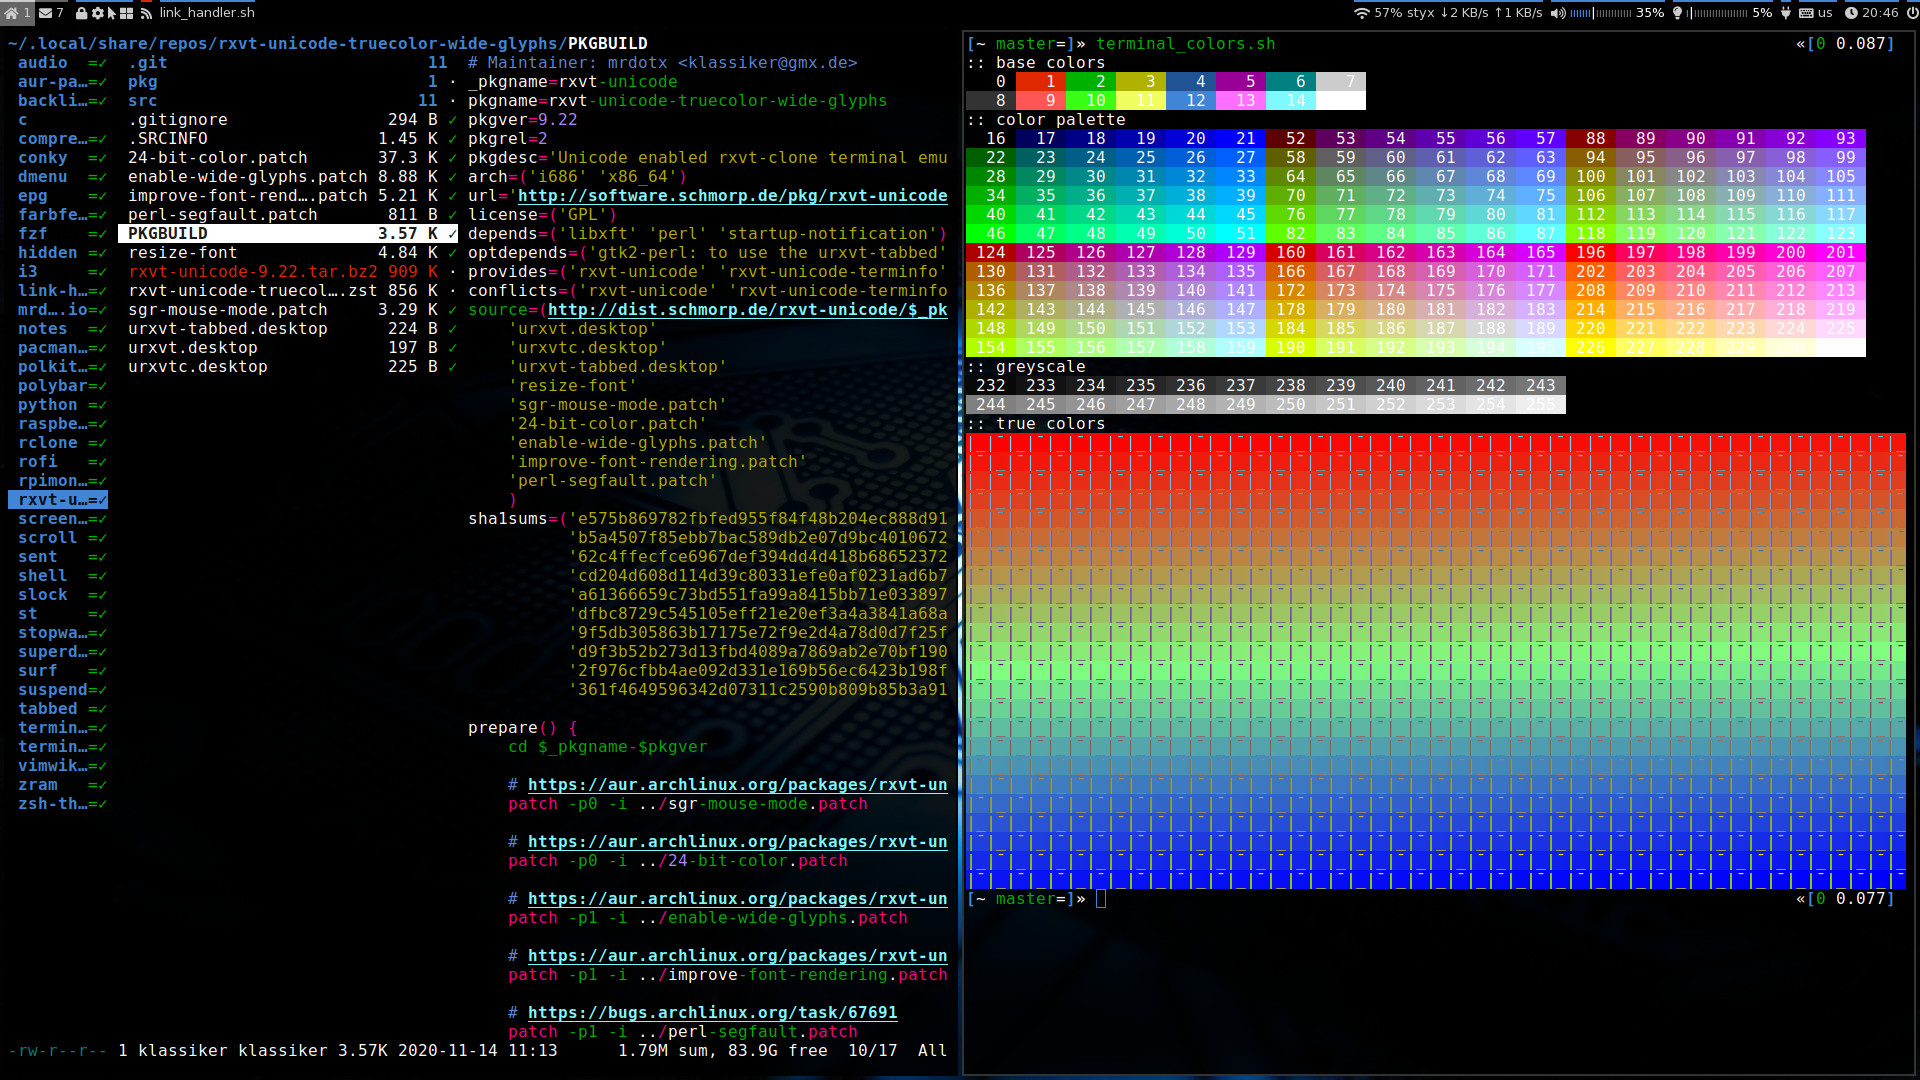 1 7 link_handler.sh 57% styx ↓2 KB/s ↑1 KB/s 35% 5% us 20:46
~/.local/share/repos/rxvt-unicode-truecolor-wide-glyphs/PKGBUILD
audio =✓ .git 11
aur-pa…=✓ pkg 1 ·
backli…=✓ src 11 ·
c .gitignore 294 B ✓
compre…=✓ .SRCINFO 1.45 K ✓
conky =✓ 24-bit-color.patch 37.3 K ✓
dmenu =✓ enable-wide-glyphs.patch 8.88 K ✓
epg =✓ improve-font-rend….patch 5.21 K ✓
farbfe…=✓ perl-segfault.patch 811 B ✓
fzf =✓ PKGBUILD 3.57 K ✓
hidden =✓ resize-font 4.84 K ✓
i3 =✓ rxvt-unicode-9.22.tar.bz2 909 K ·
link-h…=✓ rxvt-unicode-truecol….zst 856 K ·
mrd….io=✓ sgr-mouse-mode.patch 3.29 K ✓
notes =✓ urxvt-tabbed.desktop 224 B ✓
pacman…=✓ urxvt.desktop 197 B ✓
polkit…=✓ urxvtc.desktop 225 B ✓
polybar=✓
python =✓
raspbe…=✓
rclone =✓
rofi =✓
rpimon…=✓
rxvt-u…=✓
screen…=✓
scroll =✓
sent =✓
shell =✓
slock =✓
st =✓
stopwa…=✓
superd…=✓
surf =✓
suspend=✓
tabbed =✓
termin…=✓
termin…=✓
vimwik…=✓
zram =✓
zsh-th…=✓
# Maintainer: mrdotx <klassiker@gmx.de>
_pkgname=rxvt-unicode
pkgname=rxvt-unicode-truecolor-wide-glyphs
pkgver=9.22
pkgrel=2
pkgdesc='Unicode enabled rxvt-clone terminal emu
arch=('i686' 'x86_64')
url='http://software.schmorp.de/pkg/rxvt-unicode
license=('GPL')
depends=('libxft' 'perl' 'startup-notification')
optdepends=('gtk2-perl: to use the urxvt-tabbed'
provides=('rxvt-unicode' 'rxvt-unicode-terminfo'
conflicts=('rxvt-unicode' 'rxvt-unicode-terminfo
source=(http://dist.schmorp.de/rxvt-unicode/$_pk
'urxvt.desktop'
'urxvtc.desktop'
'urxvt-tabbed.desktop'
'resize-font'
'sgr-mouse-mode.patch'
'24-bit-color.patch'
'enable-wide-glyphs.patch'
'improve-font-rendering.patch'
'perl-segfault.patch'
)
sha1sums=('e575b869782fbfed955f84f48b204ec888d91
'b5a4507f85ebb7bac589db2e07d9bc4010672
'62c4ffecfce6967def394dd4d418b68652372
'cd204d608d114d39c80331efe0af0231ad6b7
'a61366659c73bd551fa99a8415bb71e033897
'dfbc8729c545105eff21e20ef3a4a3841a68a
'9f5db305863b17175e72f9e2d4a78d0d7f25f
'd9f3b52b273d13fbd4089a7869ab2e70bf190
'2f976cfbb4ae092d331e169b56ec6423b198f
'361f4649596342d07311c2590b809b85b3a91
prepare() {
cd $_pkgname-$pkgver
# https://aur.archlinux.org/packages/rxvt-un
patch -p0 -i ../sgr-mouse-mode.patch
# https://aur.archlinux.org/packages/rxvt-un
patch -p0 -i ../24-bit-color.patch
# https://aur.archlinux.org/packages/rxvt-un
patch -p1 -i ../enable-wide-glyphs.patch
# https://aur.archlinux.org/packages/rxvt-un
patch -p1 -i ../improve-font-rendering.patch
# https://bugs.archlinux.org/task/67691
patch -p1 -i ../perl-segfault.patch
-rw-r--r-- 1 klassiker klassiker 3.57K 2020-11-14 11:13 1.79M sum, 83.9G free 10/17 All
[~ master=]» terminal_colors.sh «[0 0.087]
:: base colors
0 1 2 3 4 5 6 7
8 9 10 11 12 13 14
:: color palette
16 17 18 19 20 21 52 53 54 55 56 57 88 89 90 91 92 93
22 23 24 25 26 27 58 59 60 61 62 63 94 95 96 97 98 99
28 29 30 31 32 33 64 65 66 67 68 69 100 101 102 103 104 105
34 35 36 37 38 39 70 71 72 73 74 75 106 107 108 109 110 111
40 41 42 43 44 45 76 77 78 79 80 81 112 113 114 115 116 117
46 47 48 49 50 51 82 83 84 85 86 87 118 119 120 121 122 123
124 125 126 127 128 129 160 161 162 163 164 165 196 197 198 199 200 201
130 131 132 133 134 135 166 167 168 169 170 171 202 203 204 205 206 207
136 137 138 139 140 141 172 173 174 175 176 177 208 209 210 211 212 213
142 143 144 145 146 147 178 179 180 181 182 183 214 215 216 217 218 219
148 149 150 151 152 153 184 185 186 187 188 189 220 221 222 223 224 225
154 155 156 157 158 159 190 191 192 193 194 195 226 227 228 229 230
:: greyscale
232 233 234 235 236 237 238 239 240 241 242 243
244 245 246 247 248 249 250 251 252 253 254 255
:: true colors
[~ master=]» «[0 0.077]